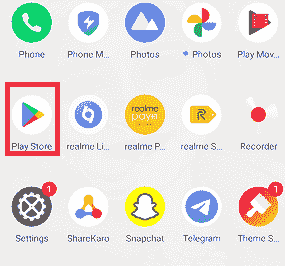 Phone
Phone M...
Photos
Photos
Play Mov...
realme
paysa
R
Play Store
realme Li...
realme P...
realme S...
Recorder
1
1
Settings
ShareKaro
Snapchat
Telegram
Theme S...